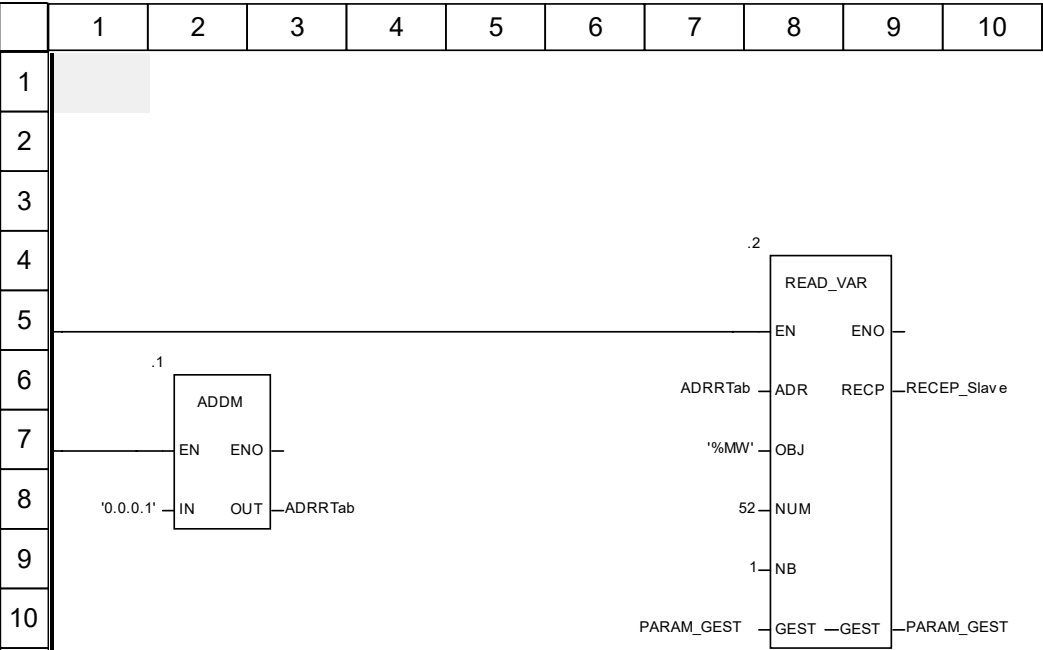 1 2 3 4 5 6 7 8 9 10
1
2
3
4
.2
READ_VAR
5
EN ENO
.1
6
ADDM
ADRRTab ADR RECP RECEP_Slave
7
EN ENO
'%MW' OBJ
8
'0.0.0.1' IN OUT ADRRTab
52 NUM
9
1 NB
10
PARAM_GEST GEST GEST PARAM_GEST